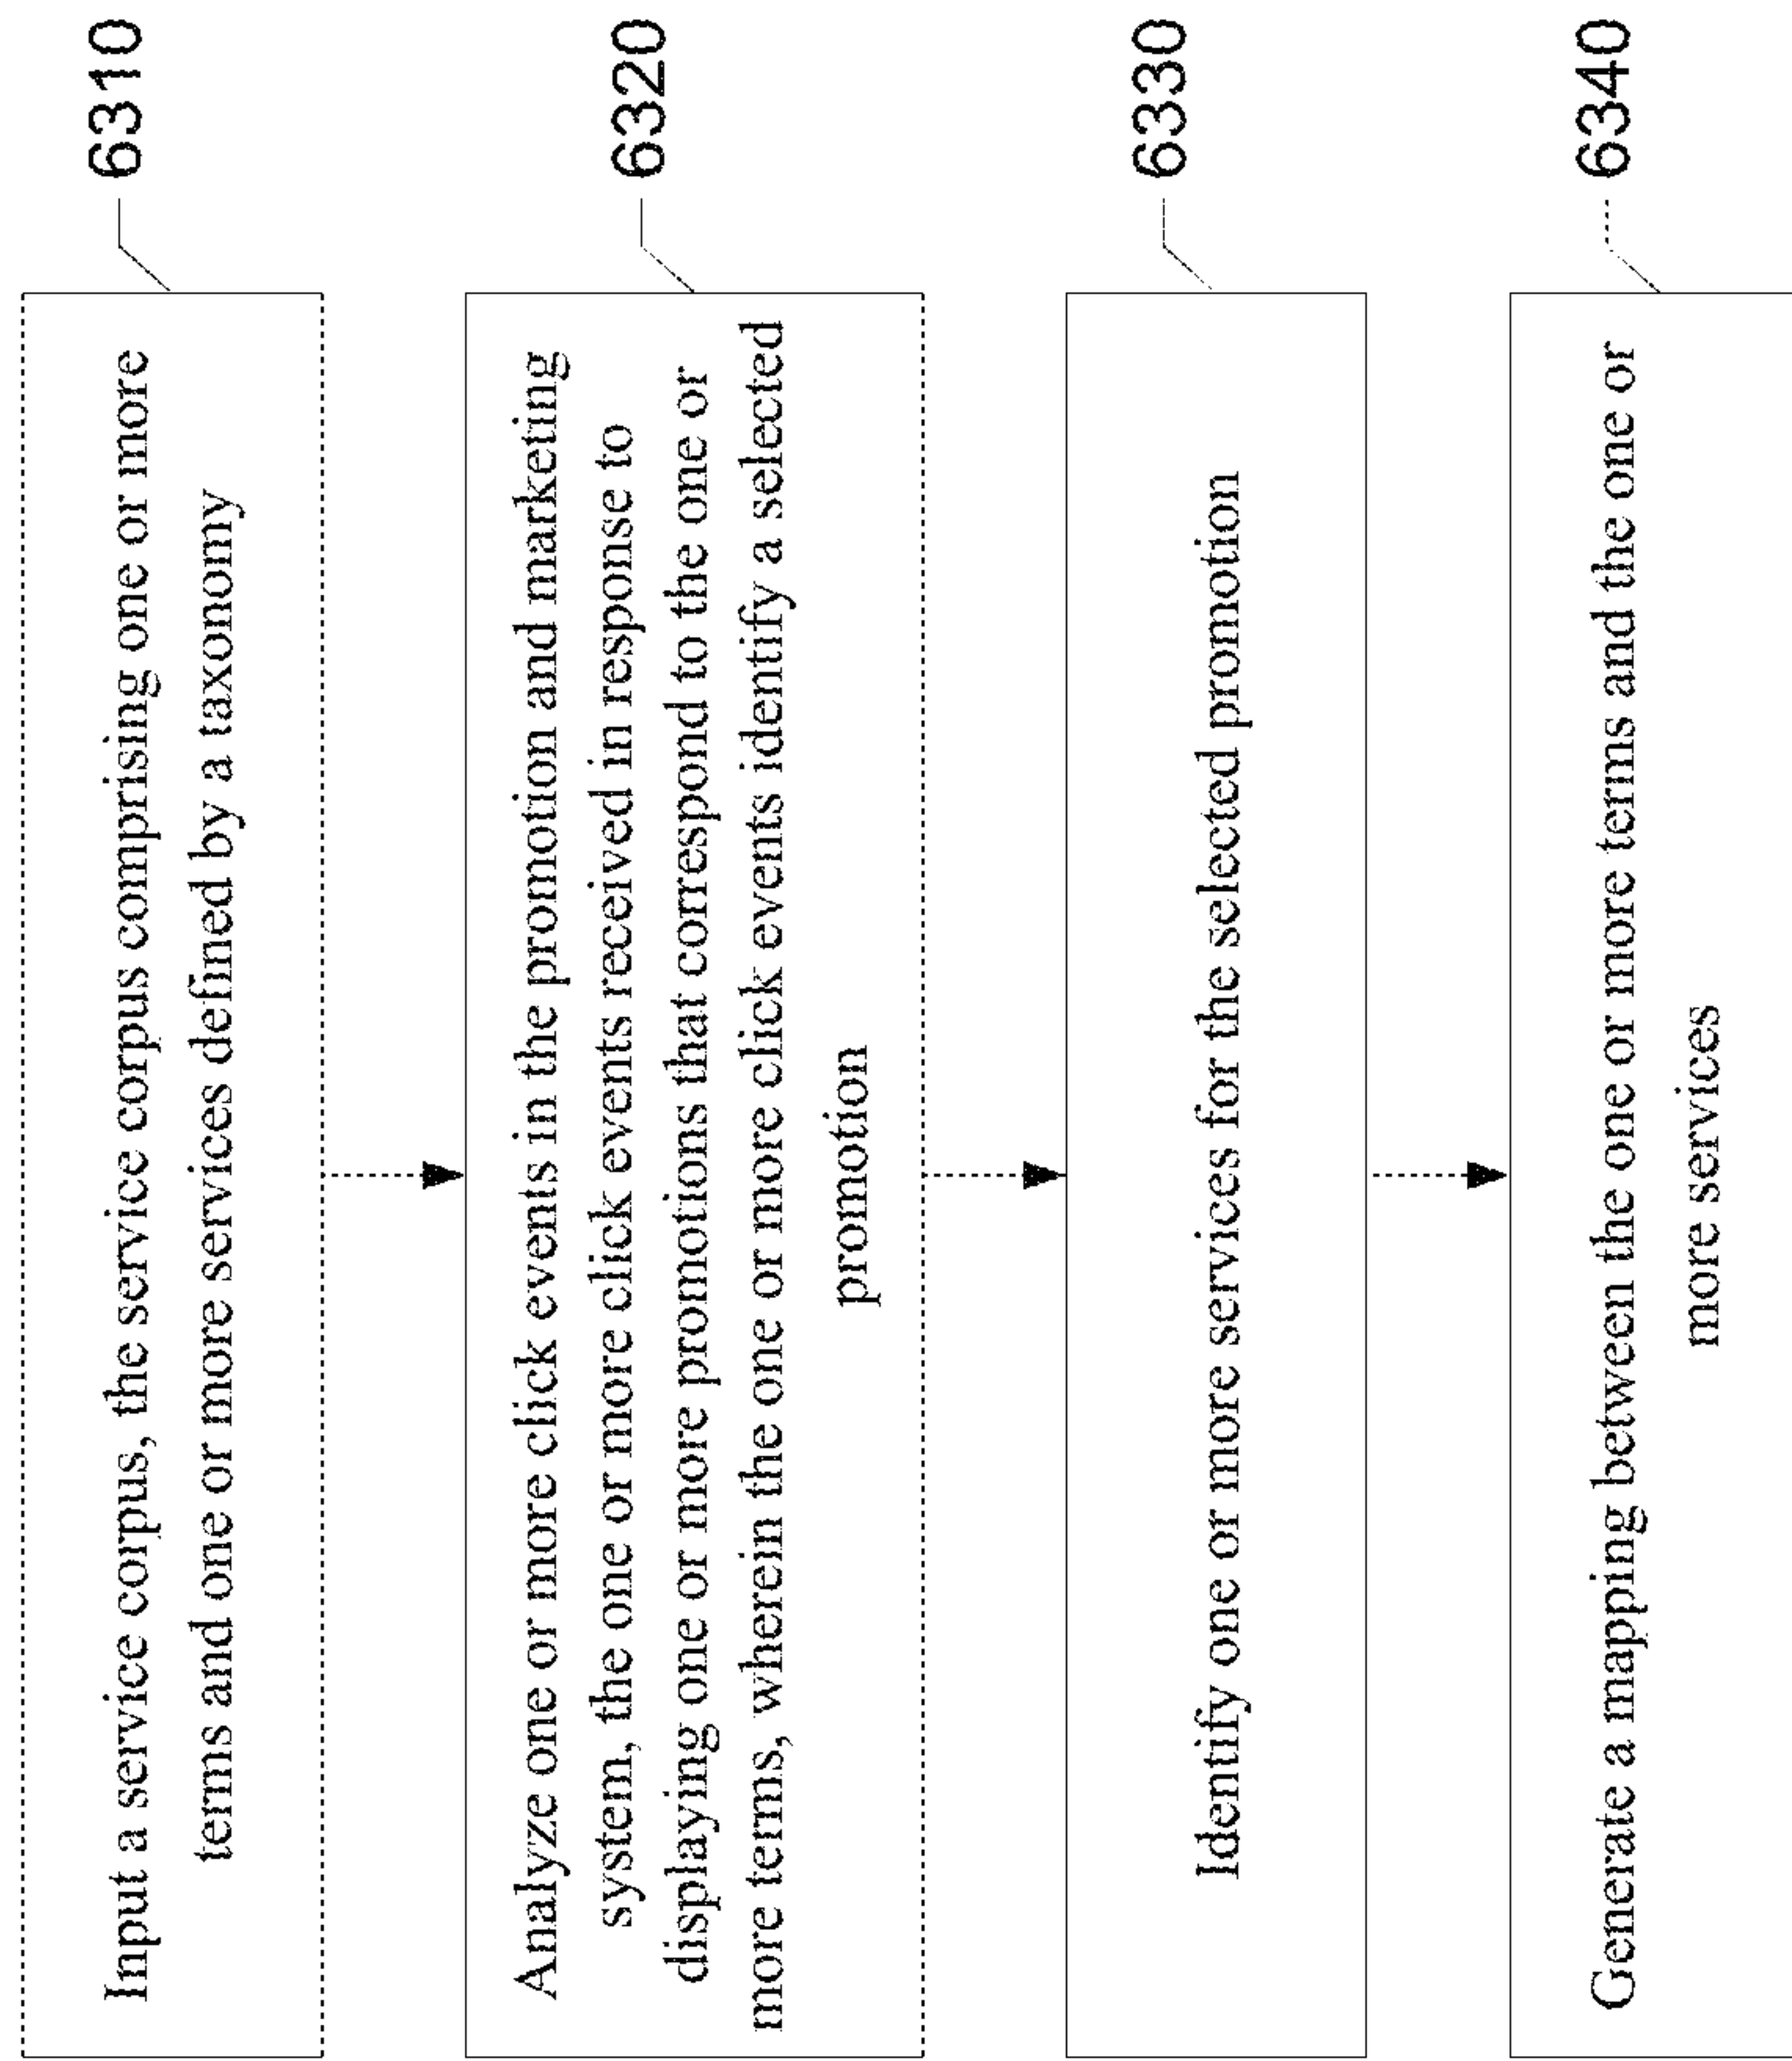 Input a service corpus, the service corpus comprising one or more
terms and one or more services defined by a taxonomy
6310
Analyze one or more click events in the promotion and marketing
system, the one or more click events received in response to
displaying one or more promotions that correspond to the one or
more terms, wherein the one or more click events identify a selected
promotion
6320
Identify one or more services for the selected promotion
6330
Generate a mapping between the one or more terms and the one or
more services
6340